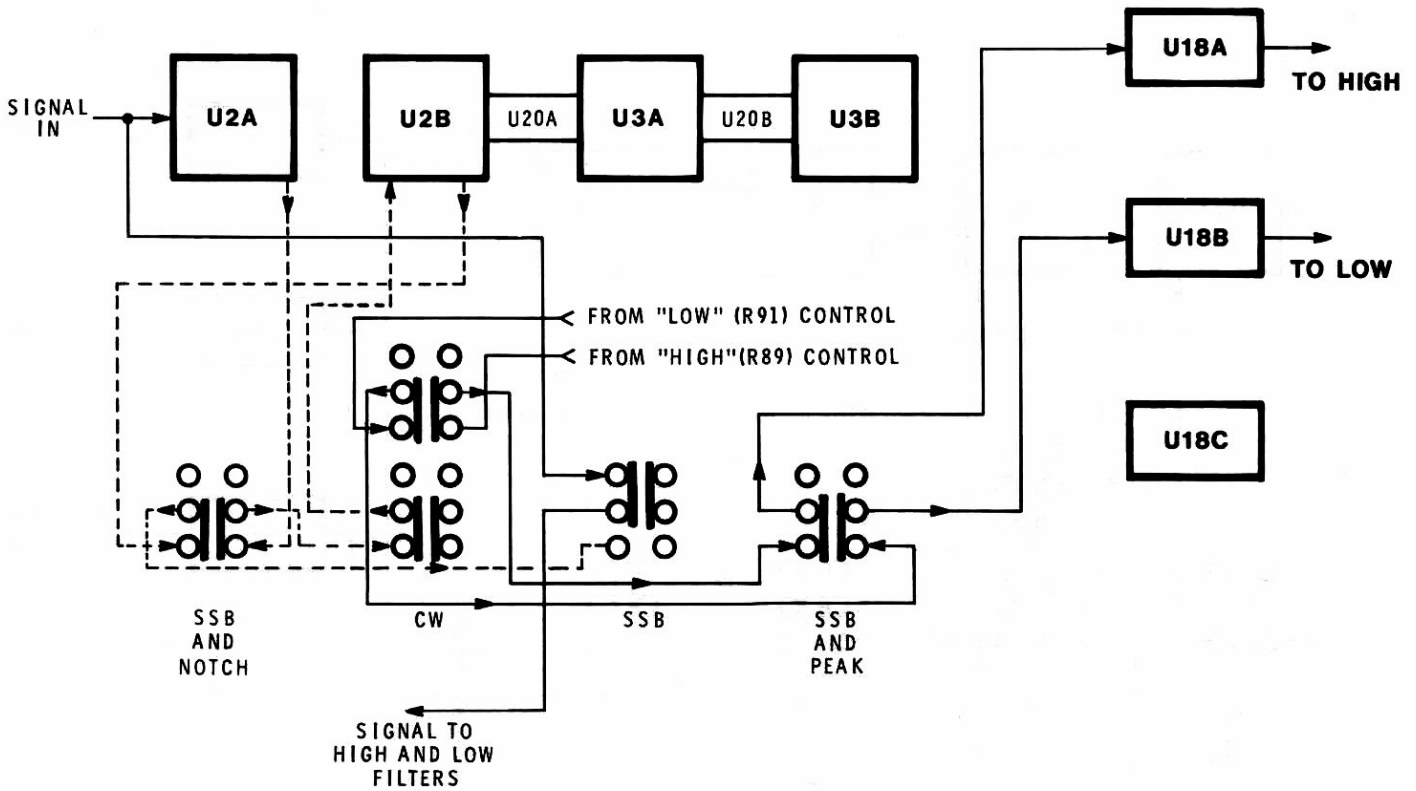 SIGNAL
IN
U2A
U2B
U20A
U3A
U20B
U3B
U18A
TO HIGH
U18B
TO LOW
FROM "LOW" (R91) CONTROL
FROM "HIGH"(R89) CONTROL
U18C
SSB
AND
NOTCH
CW
SSB
SSB
AND
PEAK
SIGNAL TO
HIGH AND LOW
FILTERS